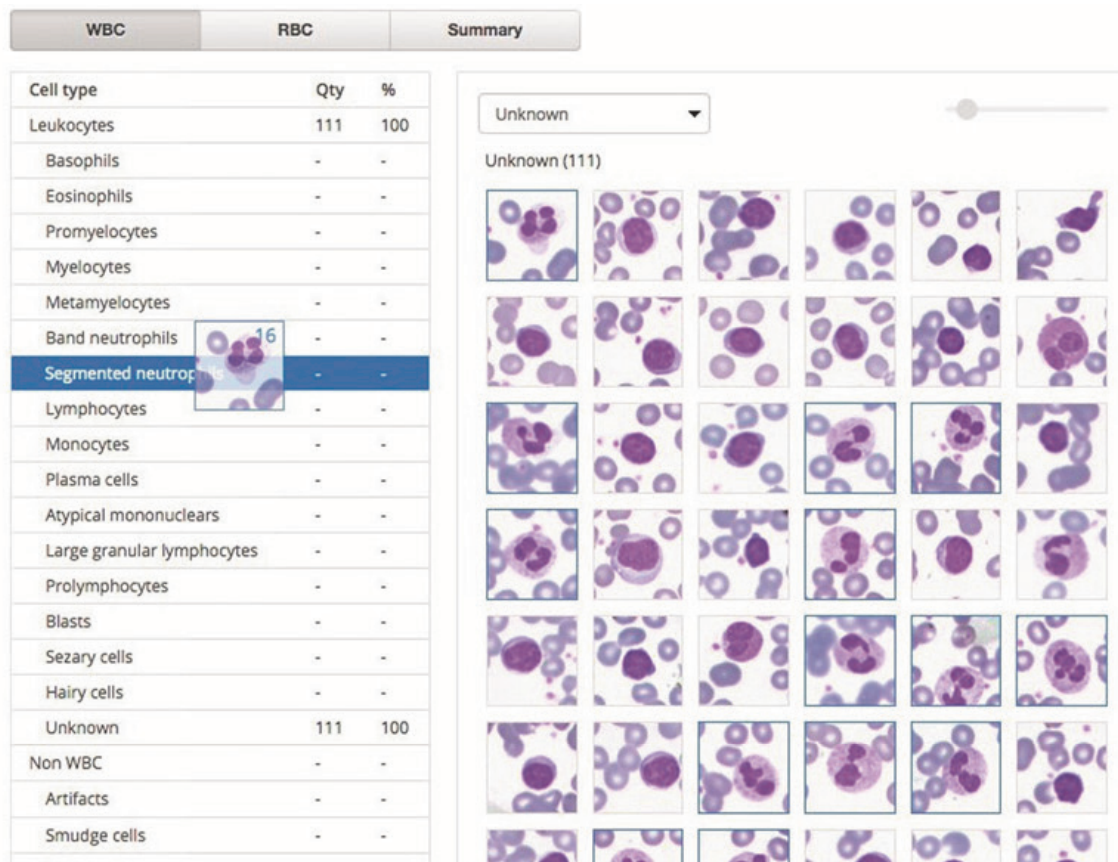 WBC RBC Summary
Cell type Qty %
Leukocytes 111 100
Basophils - -
Eosinophils - -
Promyelocytes - -
Myelocytes - -
Metamyelocytes - -
Band neutrophils - -
16
Segmented neutrophils - -
Lymphocytes - -
Monocytes - -
Plasma cells - -
Atypical mononuclears - -
Large granular lymphocytes - -
Prolymphocytes - -
Blasts - -
Sezary cells - -
Hairy cells - -
Unknown 111 100
Non WBC - -
Artifacts - -
Smudge cells - -
Unknown
Unknown (111)